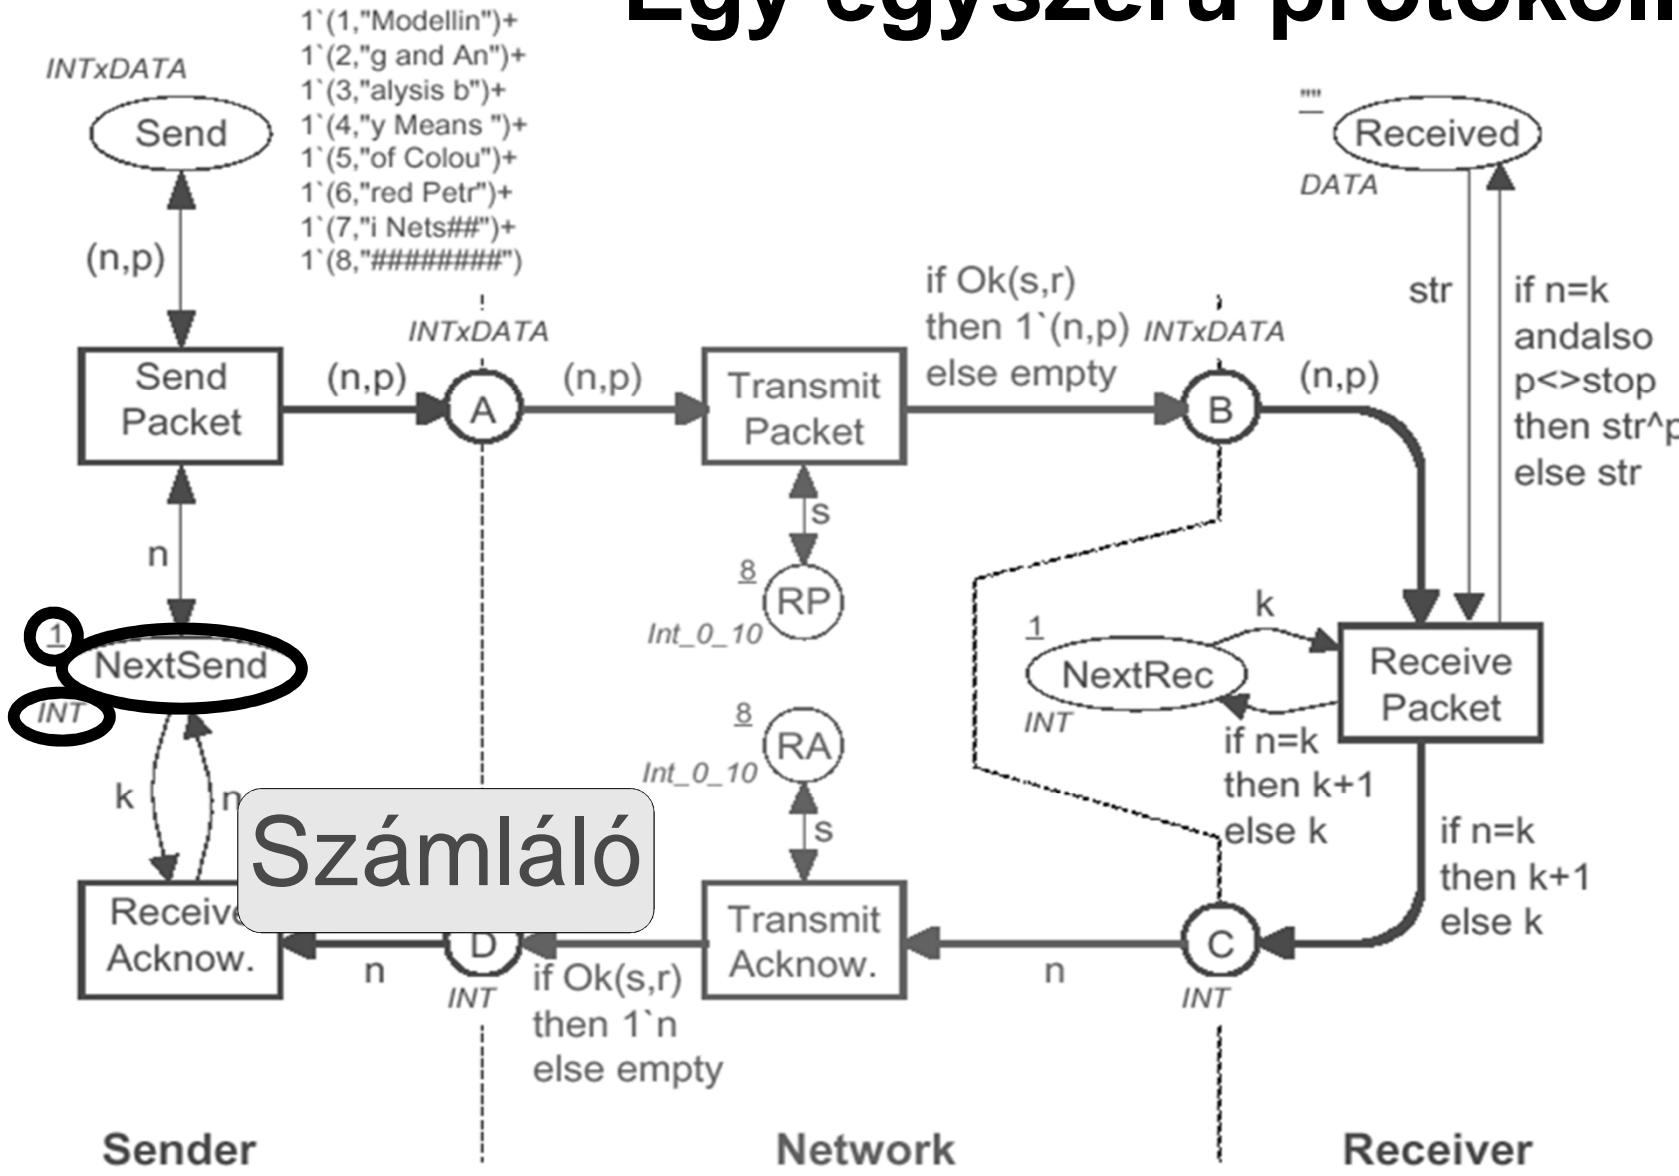 Egy egyszerű protokoll
1`(1,"Modellin")+
1`(2,"g and An")+
1`(3,"alysis b")+
1`(4,"y Means ")+
1`(5,"of Colou")+
1`(6,"red Petr")+
1`(7,"i Nets##")+
1`(8,"########")
INTxDATA
Send
(n,p)
""
Received
DATA
str
if n=k
andalso
p<>stop
then str^p
else str
Send
Packet
(n,p)
INTxDATA
A
(n,p)
Transmit
Packet
if Ok(s,r)
then 1`(n,p)
else empty
INTxDATA
B
(n,p)
n
s
8
RP
Int_0_10
1
NextSend
INT
1
NextRec
INT
k
Receive
Packet
if n=k
then k+1
else k
8
RA
Int_0_10
s
k
n
Számláló
if n=k
then k+1
else k
Receive
Acknow.
n
D
INT
if Ok(s,r)
then 1`n
else empty
Transmit
Acknow.
n
C
INT
Sender
Network
Receiver